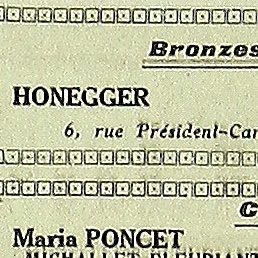 Bronzes
HONEGGER
6, rue Président-Car
Maria PONCET